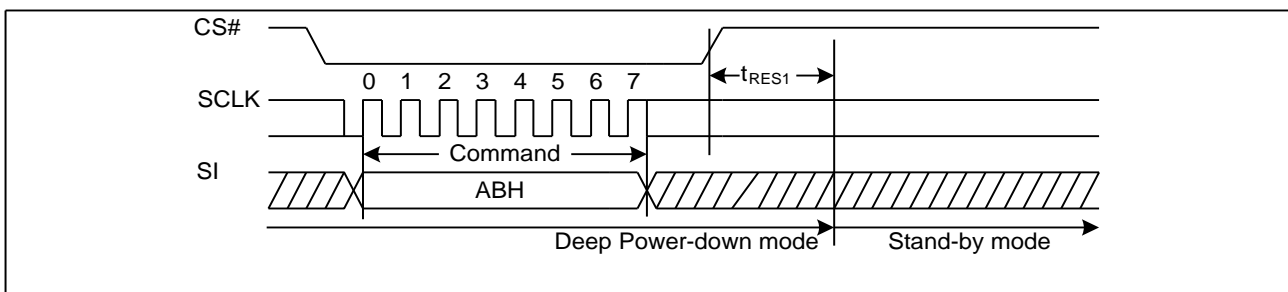 CS#
tRES1
0 1 2 3 4 5 6 7
SCLK
Command
SI
ABH
Deep Power-down mode Stand-by mode